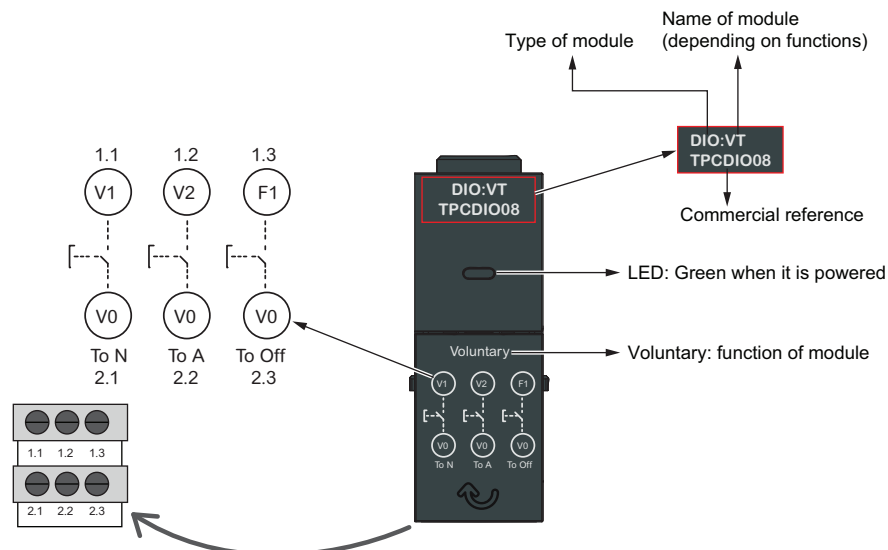 Type of module
Name of module
(depending on functions)
DIO:VT
TPCDIO08
Commercial reference
1.1 1.2 1.3
V1 V2 F1
V0 V0 V0
To N To A To Off
2.1 2.2 2.3
DIO:VT
TPCDIO08
LED: Green when it is powered
Voluntary
Voluntary: function of module
V1 V2 F1
V0 V0 V0
To N To A To Off
1.1 1.2 1.3
2.1 2.2 2.3